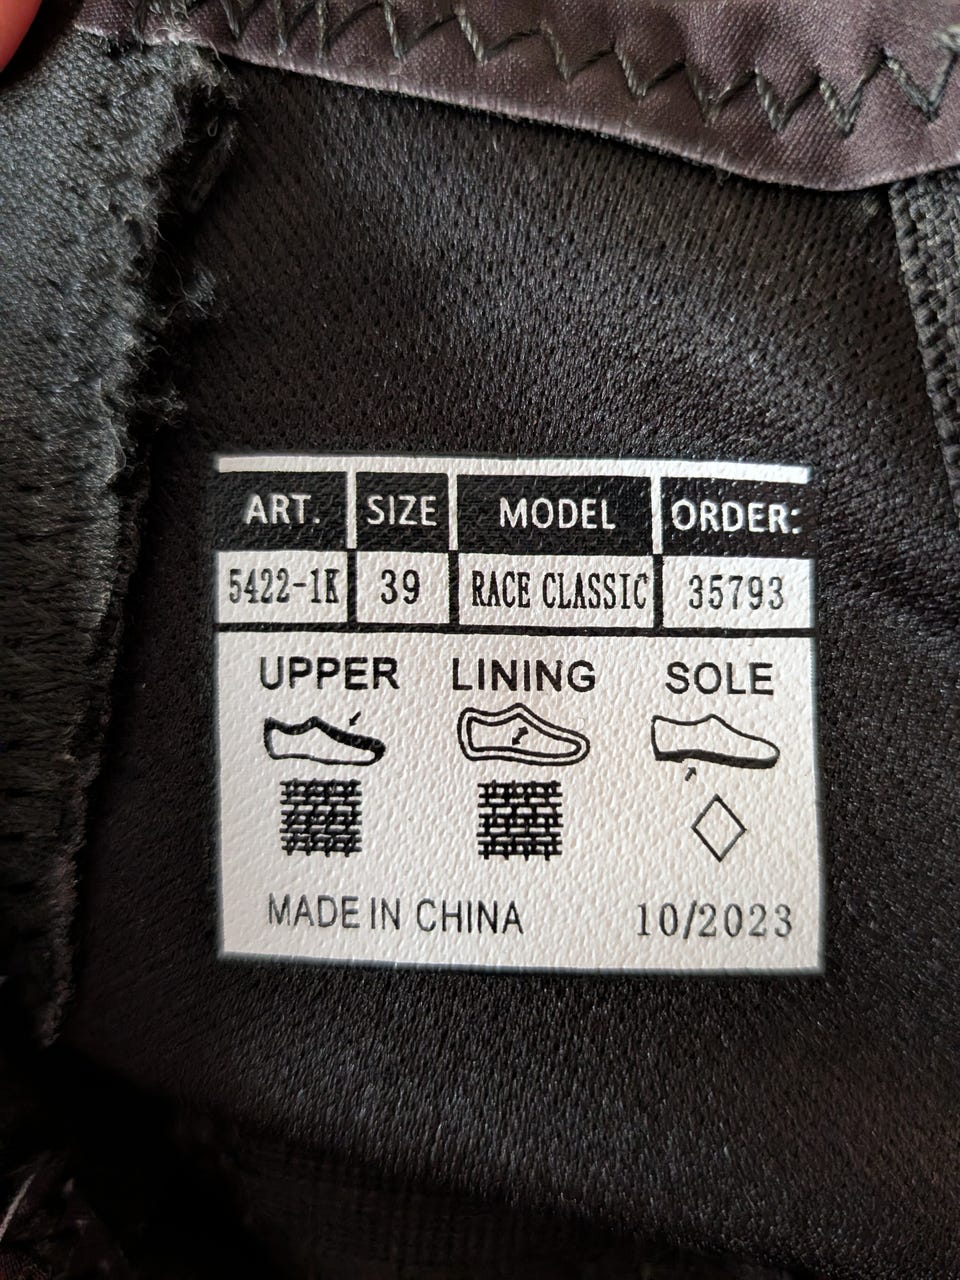 ART. SIZE MODEL ORDER:
5422-1K 39 RACE CLASSIC 35793
UPPER LINING SOLE
MADE IN CHINA 10/2023